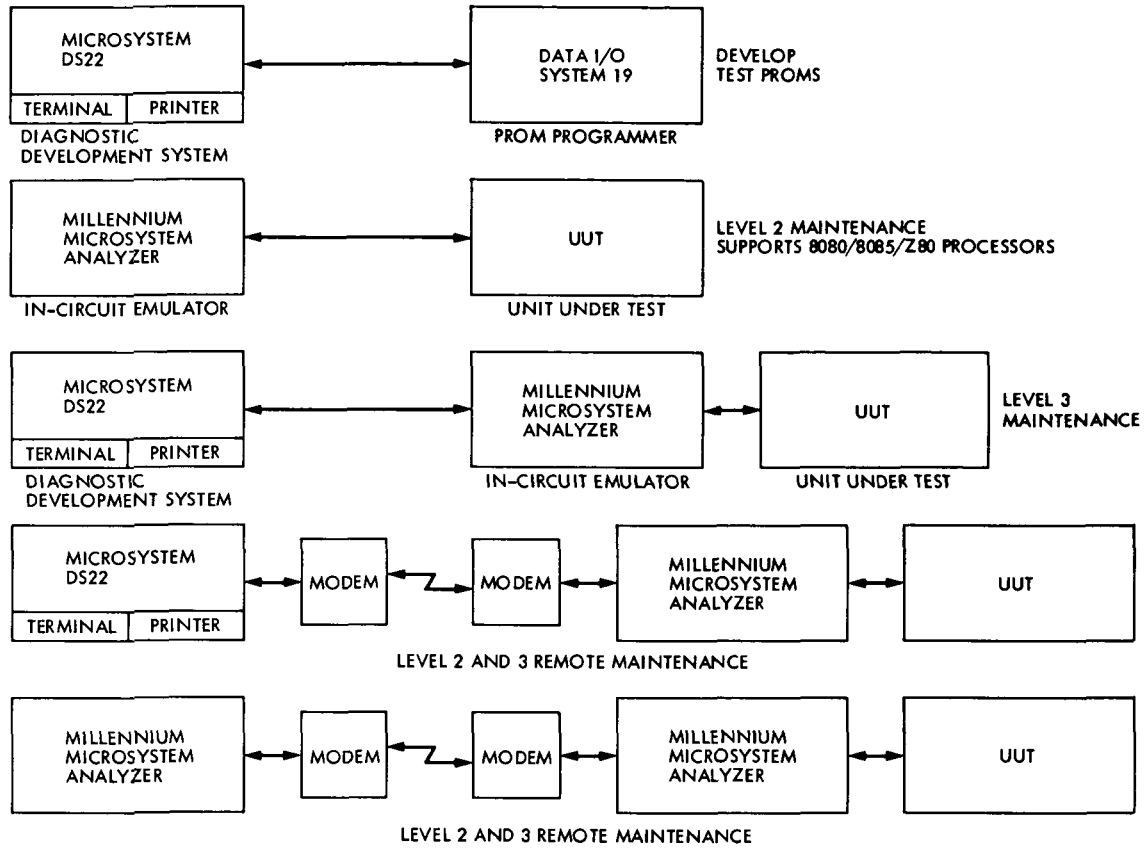 MICROSYSTEM
DS22
TERMINAL PRINTER
DIAGNOSTIC
DEVELOPMENT SYSTEM
DATA I/O
SYSTEM 19
PROM PROGRAMMER
DEVELOP
TEST PROMS
MILLENNIUM
MICROSYSTEM
ANALYZER
IN-CIRCUIT EMULATOR
UUT
UNIT UNDER TEST
LEVEL 2 MAINTENANCE
SUPPORTS 8080/8085/Z80 PROCESSORS
MICROSYSTEM
DS22
TERMINAL PRINTER
DIAGNOSTIC
DEVELOPMENT SYSTEM
MILLENNIUM
MICROSYSTEM
ANALYZER
IN-CIRCUIT EMULATOR
UUT
UNIT UNDER TEST
LEVEL 3
MAINTENANCE
MICROSYSTEM
DS22
TERMINAL PRINTER
MODEM
MODEM
MILLENNIUM
MICROSYSTEM
ANALYZER
UUT
LEVEL 2 AND 3 REMOTE MAINTENANCE
MILLENNIUM
MICROSYSTEM
ANALYZER
MODEM
MODEM
MILLENNIUM
MICROSYSTEM
ANALYZER
UUT
LEVEL 2 AND 3 REMOTE MAINTENANCE